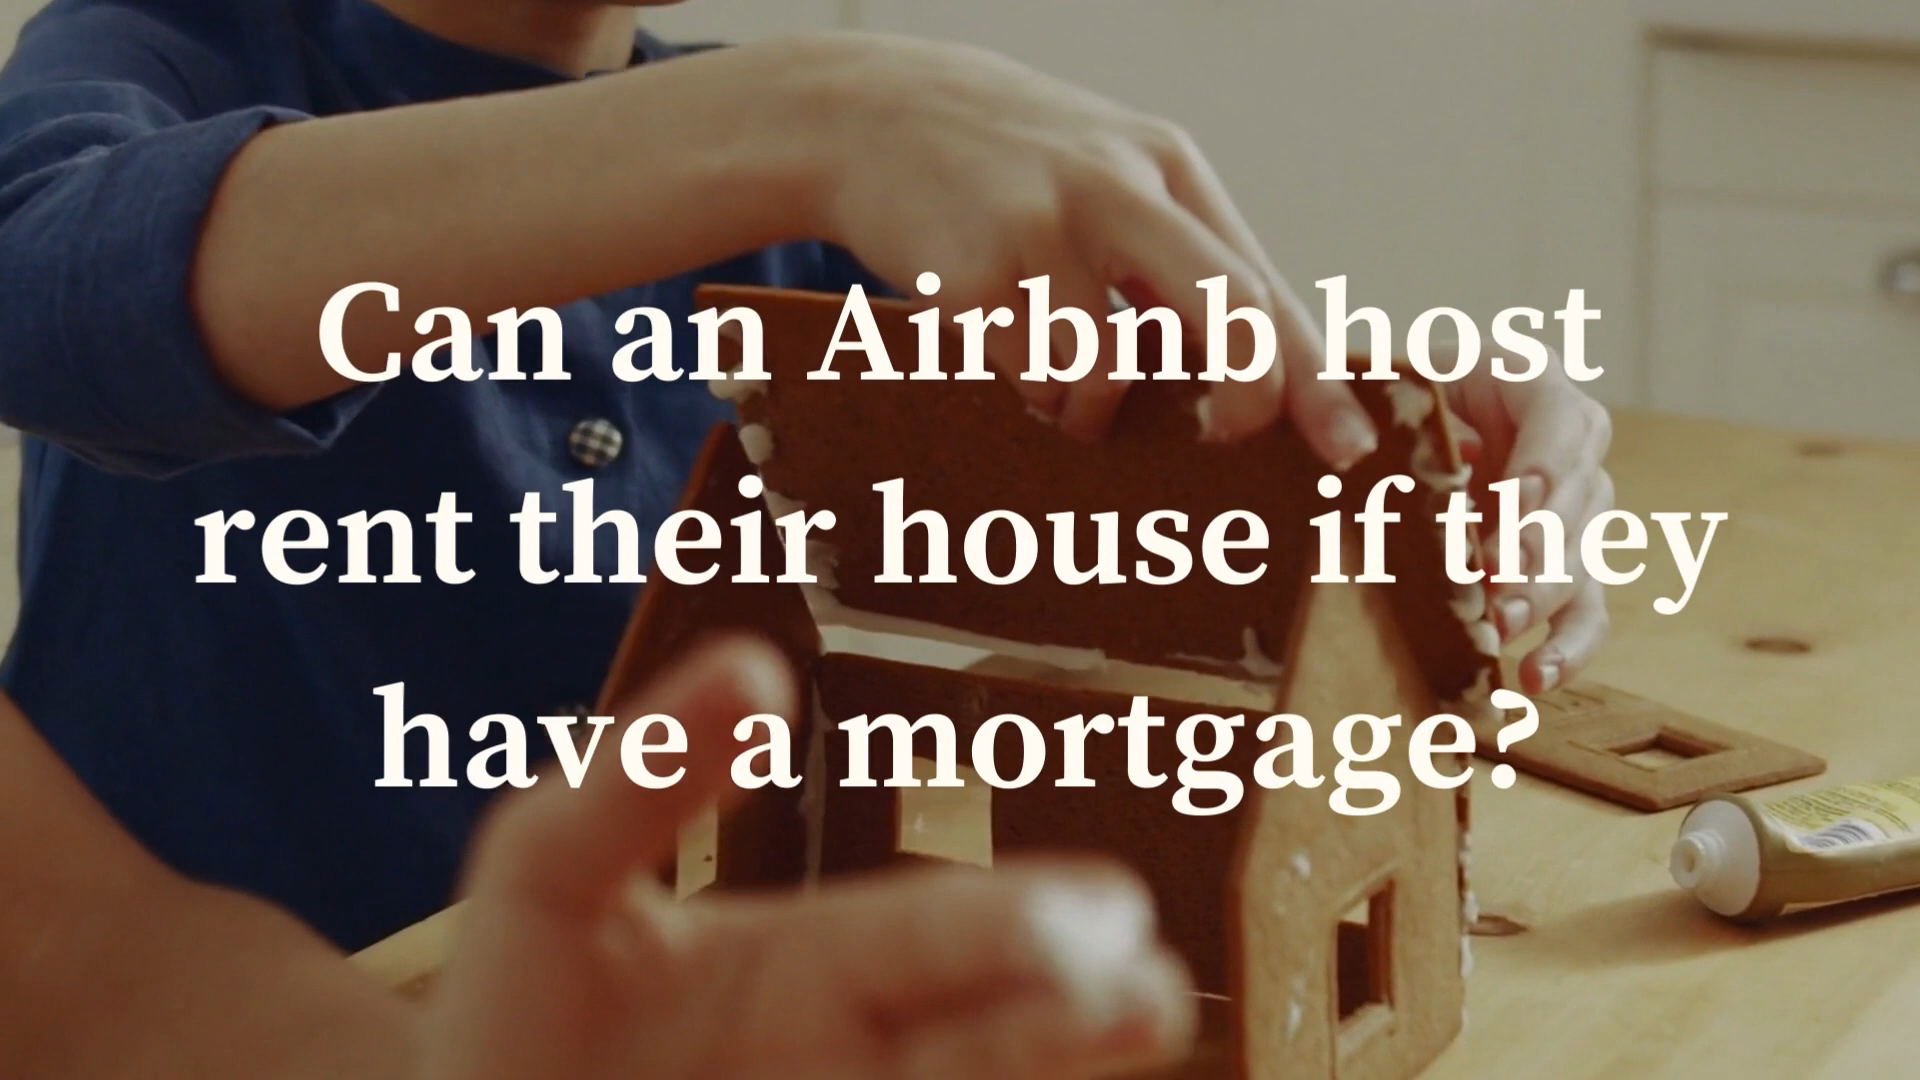 Can an Airbnb host
rent their house if they
have a mortgage?